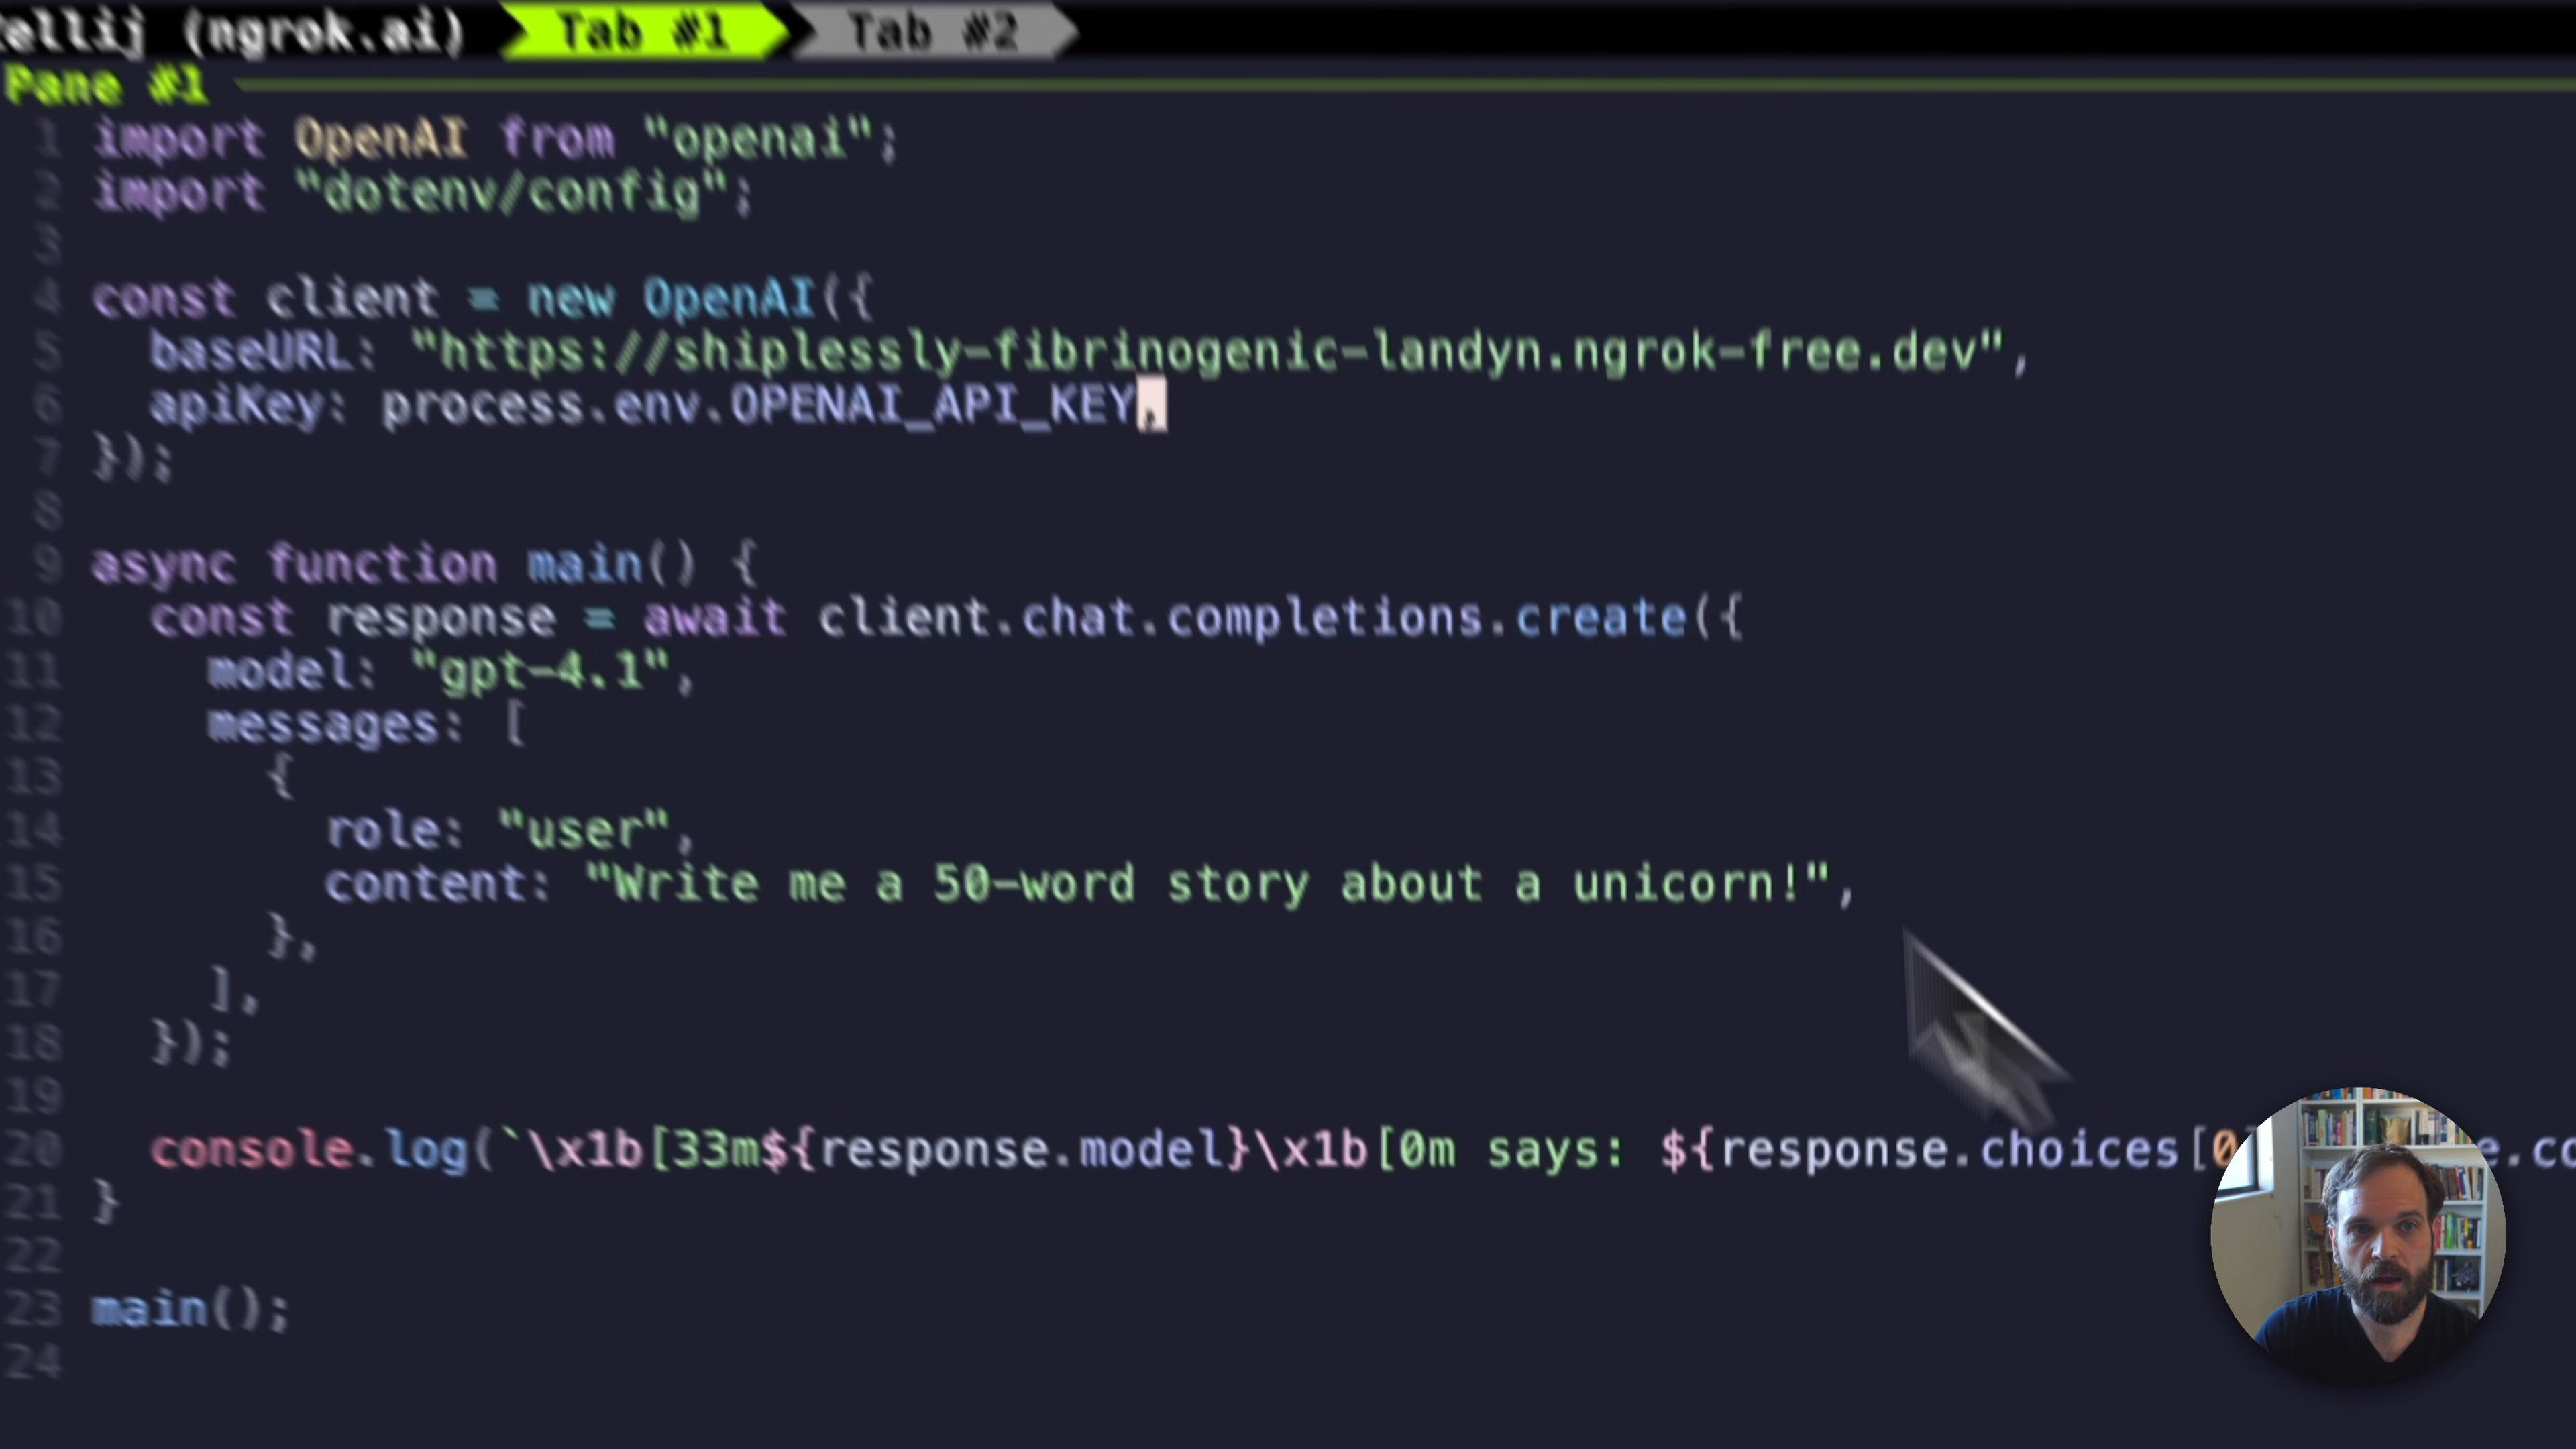 ellij (ngrok.ai) Tab #1 Tab #2
Pane #1
1 import OpenAI from "openai";
2 import "dotenv/config";
3
4 const client = new OpenAI({
5 baseURL: "https://shiplessly-fibrinogenic-landyn.ngrok-free.dev",
6 apiKey: process.env.OPENAI_API_KEY,
7 });
8
9 async function main() {
10 const response = await client.chat.completions.create({
11 model: "gpt-4.1",
12 messages: [
13 {
14 role: "user",
15 content: "Write me a 50-word story about a unicorn!",
16 },
17 ],
18 });
19
20 console.log(`\x1b[33m${response.model}\x1b[0m says: ${response.choices[0 e.co
21 }
22
23 main();
24